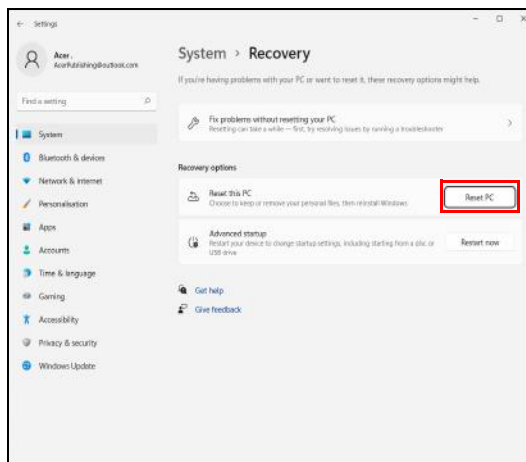 Settings
Acer .
AcerPublishing@outlook.com
System > Recovery
If you're having problems with your PC or want to reset it, these recovery options might help.
Find a setting
Fix problems without resetting your PC
Resetting can take a while — first, try resolving issues by running a troubleshooter
System
Bluetooth & devices
Recovery options
Network & internet
Reset this PC
Choose to keep or remove your personal files, then reinstall Windows
Reset PC
Personalisation
Apps
Advanced startup
Restart your device to change startup settings, including starting from a disc or
USB drive
Restart now
Accounts
Time & language
Get help
Gaming
Give feedback
Accessibility
Privacy & security
Windows Update